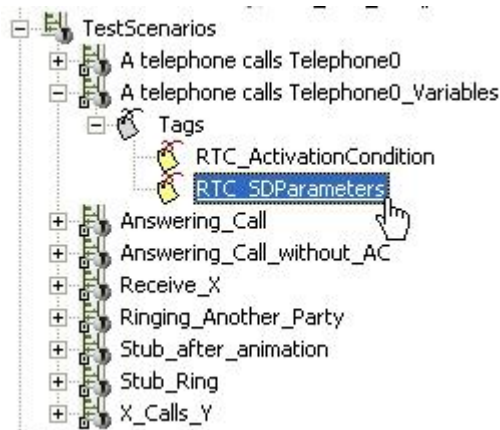 TestScenarios
A telephone calls Telephone0
A telephone calls Telephone0_Variables
Tags
RTC_ActivationCondition
RTC_SDParameters
Answering_Call
Answering_Call_without_AC
Receive_X
Ringing_Another_Party
Stub_after_animation
Stub_Ring
X_Calls_Y